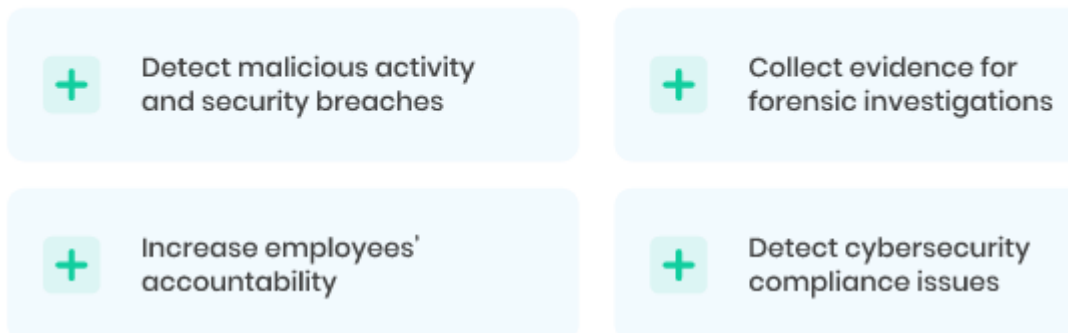 Detect malicious activity
and security breaches
Collect evidence for
forensic investigations
Increase employees'
accountability
Detect cybersecurity
compliance issues